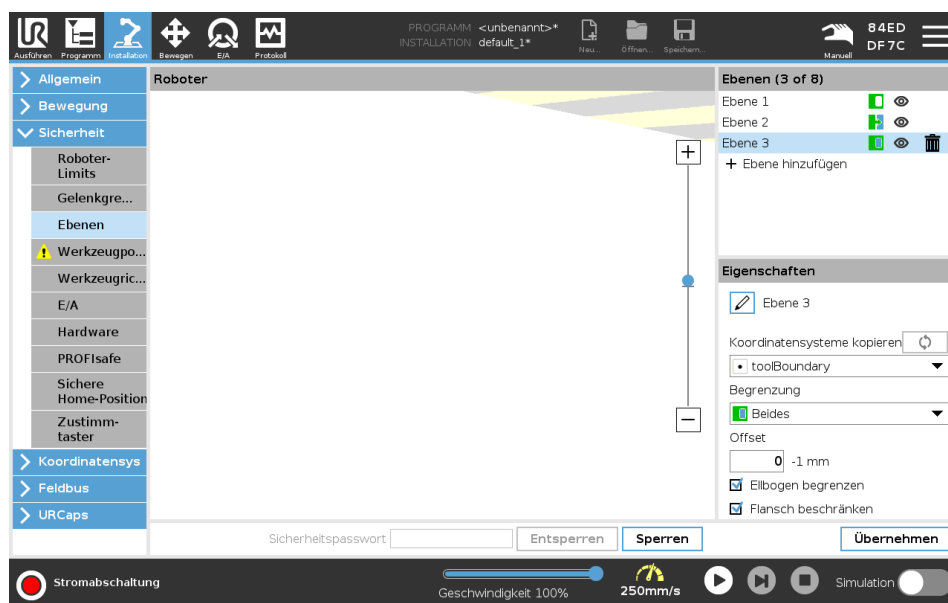 Ausführen
Programm
Installation
Bewegen
E/A
Protokoll
PROGRAMM <unbenannt>*
INSTALLATION default_1*
Neu...
Öffnen...
Speichern...
Manuell
84ED
DF7C
Allgemein
Bewegung
Sicherheit
Roboter-
Limits
Gelenkgre...
Ebenen
Werkzeugpo...
Werkzeugric...
E/A
Hardware
PROFIsafe
Sichere
Home-Position
Zustimm-
taster
Koordinatensys
Feldbus
URCaps
Roboter
Ebenen (3 of 8)
Ebene 1
Ebene 2
Ebene 3
+ Ebene hinzufügen
Eigenschaften
Ebene 3
Koordinatensysteme kopieren
toolBoundary
Begrenzung
Beides
Offset
0 -1 mm
Ellbogen begrenzen
Flansch beschränken
Sicherheitspasswort
Entsperren
Sperren
Übernehmen
Stromabschaltung
Geschwindigkeit 100%
250mm/s
Simulation